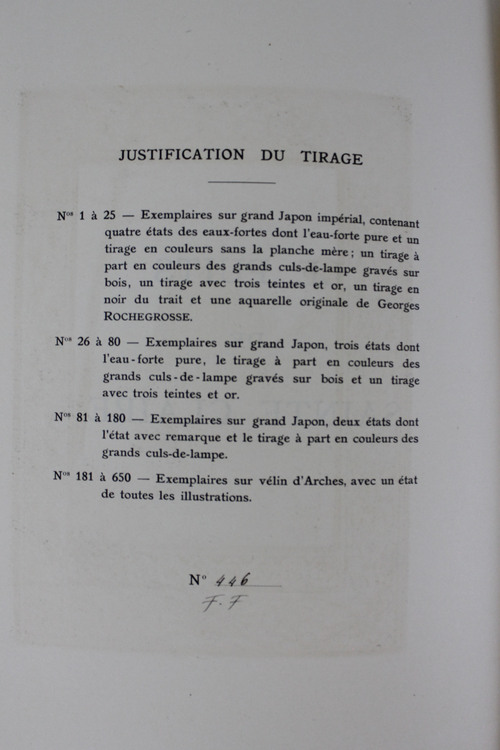 JUSTIFICATION DU TIRAGE
Nos 1 à 25 — Exemplaires sur grand Japon impérial, contenant
quatre états des eaux-fortes dont l'eau-forte pure et un
tirage en couleurs sans la planche mère ; un tirage à
part en couleurs des grands culs-de-lampe gravés sur
bois, un tirage avec trois teintes et or, un tirage en
noir du trait et une aquarelle originale de Georges
ROCHEGROSSE.
Nos 26 à 80 — Exemplaires sur grand Japon, trois états dont
l'eau-forte pure, le tirage à part en couleurs des
grands culs-de-lampe gravés sur bois et un tirage
avec trois teintes et or.
Nos 81 à 180 — Exemplaires sur grand Japon, deux états dont
l'état avec remarque et le tirage à part en couleurs des
grands culs-de-lampe.
Nos 181 à 650 — Exemplaires sur vélin d'Arches, avec un état
de toutes les illustrations.
No 446
F. F